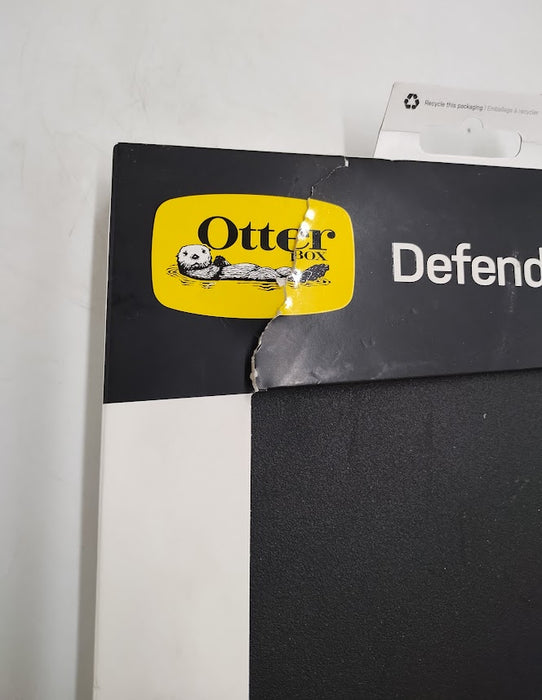 Recycle this packaging | Emballage à recycler
Otter
BOX
Defend